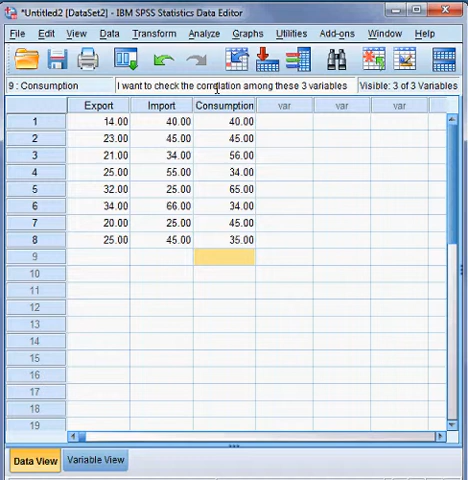 *Untitled2 [DataSet2] - IBM SPSS Statistics Data Editor
File Edit View Data Transform Analyze Graphs Utilities Add-ons Window Help
9 : Consumption I want to check the correlation among these 3 variables Visible: 3 of 3 Variables
Export Import Consumption var var var
1 14.00 40.00 40.00
2 23.00 45.00 45.00
3 21.00 34.00 56.00
4 25.00 55.00 34.00
5 32.00 25.00 65.00
6 34.00 66.00 34.00
7 20.00 25.00 45.00
8 25.00 45.00 35.00
9
10
11
12
13
14
15
16
17
18
19
Data View Variable View